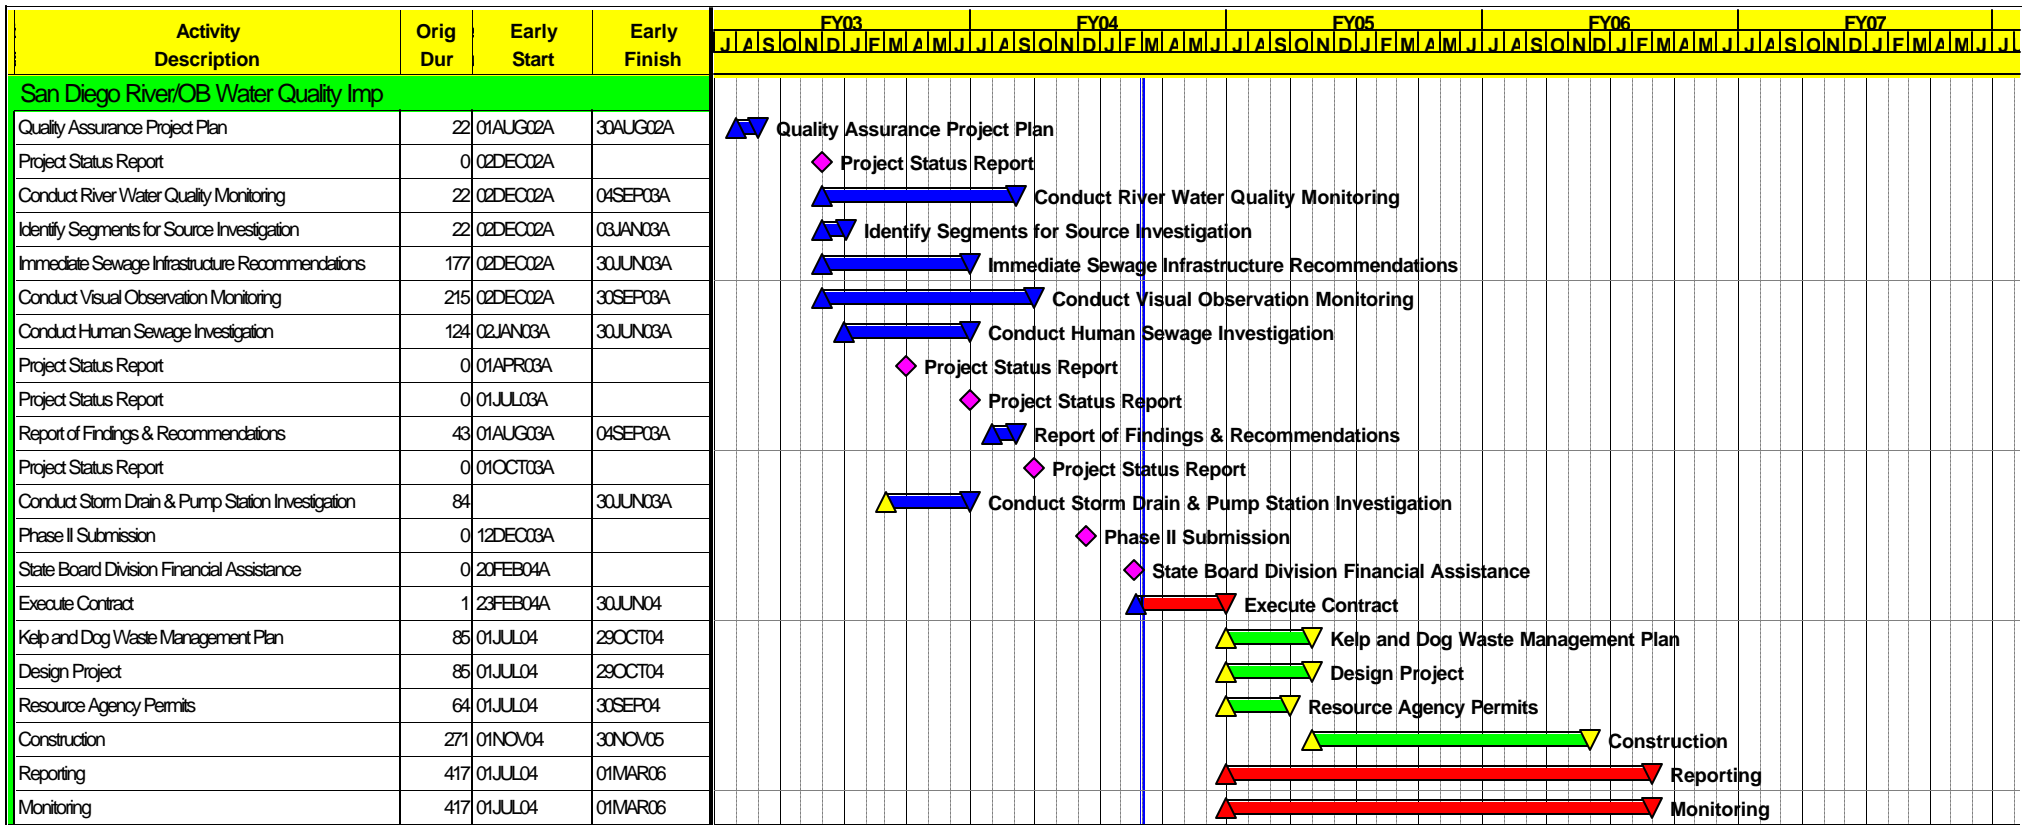 FY03 FY04 FY05 FY06 FY07
Activity Orig Early Early
Description Dur Start Finish
J A S O N D J F M A M J J A S O N D J F M A M J J A S O N D J F M A M J J A S O N D J F M A M J J A S O N D J F M A M J J
San Diego River/OB Water Quality Imp
Quality Assurance Project Plan 22 01AUG02A 30AUG02A Quality Assurance Project Plan
Project Status Report 0 02DEC02A Project Status Report
Conduct River Water Quality Monitoring 22 02DEC02A 04SEP03A Conduct River Water Quality Monitoring
Identify Segments for Source Investigation 22 02DEC02A 03JAN03A Identify Segments for Source Investigation
Immediate Sewage Infrastructure Recommendations 177 02DEC02A 30JUN03A Immediate Sewage Infrastructure Recommendations
Conduct Visual Observation Monitoring 215 02DEC02A 30SEP03A Conduct Visual Observation Monitoring
Conduct Human Sewage Investigation 124 02JAN03A 30JUN03A Conduct Human Sewage Investigation
Project Status Report 0 01APR03A Project Status Report
Project Status Report 0 01JUL03A Project Status Report
Report of Findings & Recommendations 43 01AUG03A 04SEP03A Report of Findings & Recommendations
Project Status Report 0 01OCT03A Project Status Report
Conduct Storm Drain & Pump Station Investigation 84 30JUN03A Conduct Storm Drain & Pump Station Investigation
Phase II Submission 0 12DEC03A Phase II Submission
State Board Division Financial Assistance 0 20FEB04A State Board Division Financial Assistance
Execute Contract 1 23FEB04A 30JUN04 Execute Contract
Kelp and Dog Waste Management Plan 85 01JUL04 29OCT04 Kelp and Dog Waste Management Plan
Design Project 85 01JUL04 29OCT04 Design Project
Resource Agency Permits 64 01JUL04 30SEP04 Resource Agency Permits
Construction 271 01NOV04 30NOV05 Construction
Reporting 417 01JUL04 01MAR06 Reporting
Monitoring 417 01JUL04 01MAR06 Monitoring